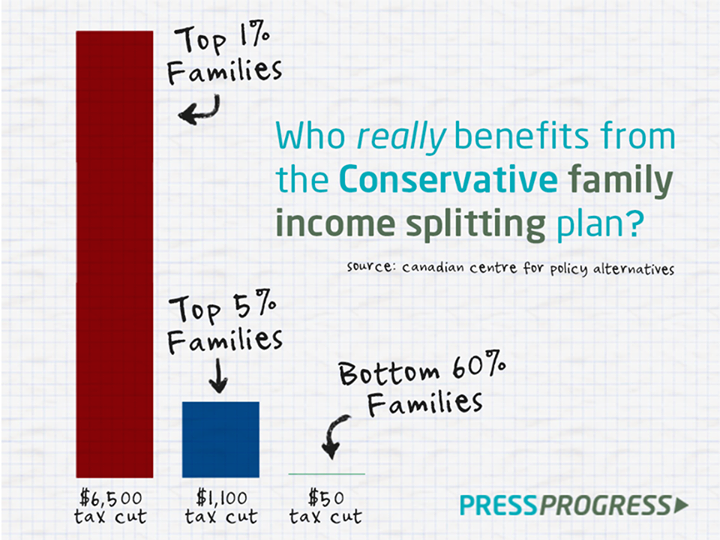 Top 1%
Families
Who really benefits from
the Conservative family
income splitting plan?
source: canadian centre for policy alternatives
Top 5%
Families
Bottom 60%
Families
$6,500
tax cut
$1,100
tax cut
$50
tax cut
PRESSPROGRESS